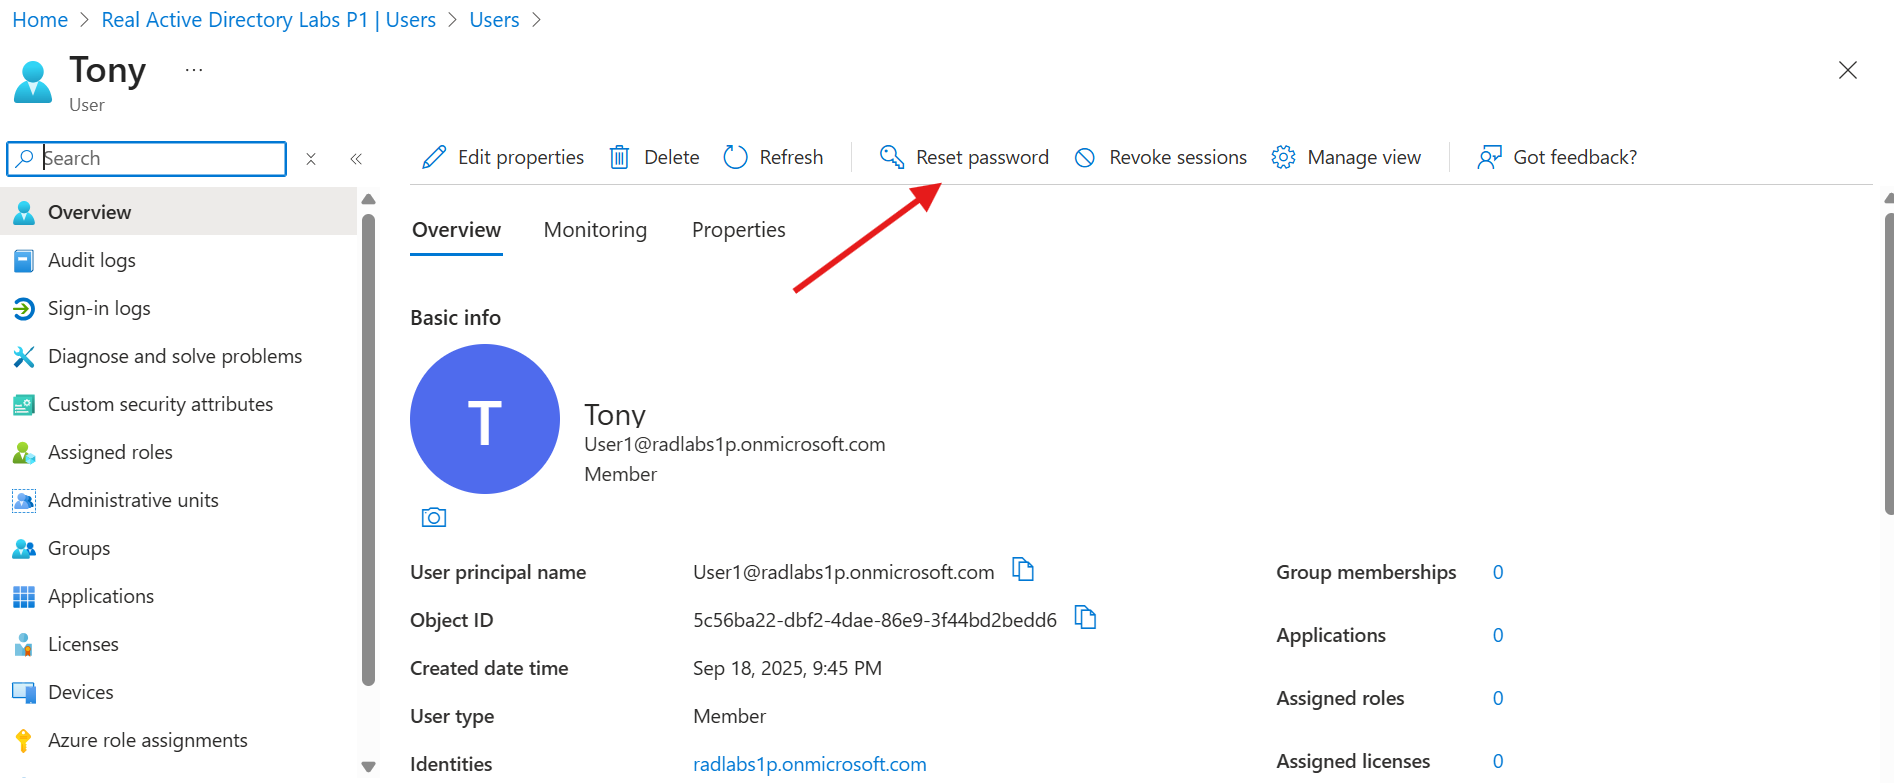 Home > Real Active Directory Labs P1 | Users > Users >
Tony ...
User
Search
Edit properties Delete Refresh Reset password Revoke sessions Manage view Got feedback?
Overview
Audit logs
Sign-in logs
Diagnose and solve problems
Custom security attributes
Assigned roles
Administrative units
Groups
Applications
Licenses
Devices
Azure role assignments
Overview Monitoring Properties
Basic info
T
Tony
User1@radlabs1p.onmicrosoft.com
Member
User principal name User1@radlabs1p.onmicrosoft.com
Object ID 5c56ba22-dbf2-4dae-86e9-3f44bd2bedd6
Created date time Sep 18, 2025, 9:45 PM
User type Member
Identities radlabs1p.onmicrosoft.com
Group memberships 0
Applications 0
Assigned roles 0
Assigned licenses 0